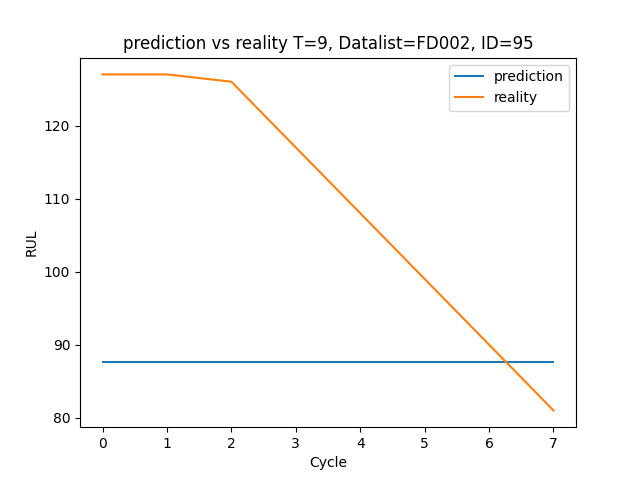 prediction vs reality T=9, Datalist=FD002, ID=95
prediction
reality
RUL
120
110
100
90
80
0 1 2 3 4 5 6 7
Cycle